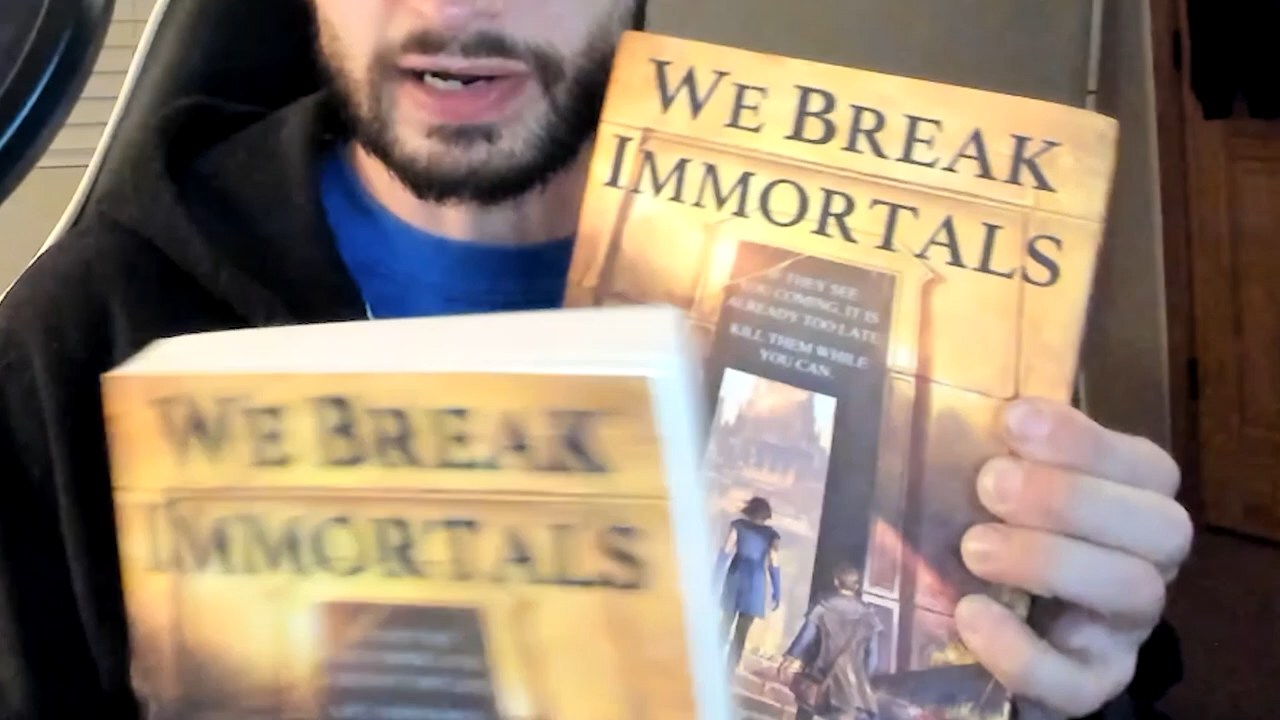 WE BREAK
IMMORTALS
THEY SEE
COMING, IT IS
ALREADY TOO LATE
KILL THEM WHILE
YOU CAN.
WE BREAK
IMMORTALS